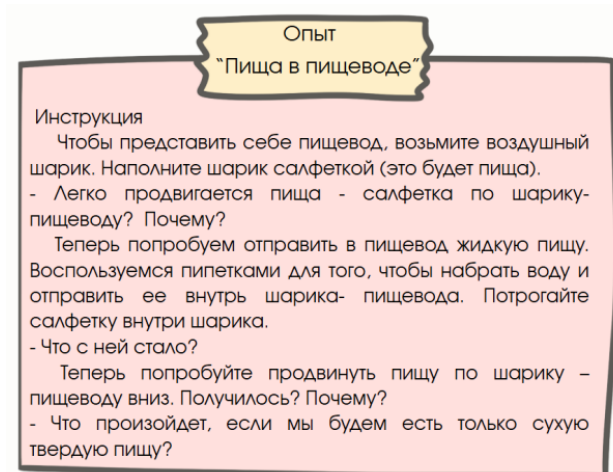 Опыт
"Пища в пищеводе"
Инструкция
Чтобы представить себе пищевод, возьмите воздушный
шарик. Наполните шарик салфеткой (это будет пища).
- Легко продвигается пища - салфетка по шарику-
пищеводу? Почему?
Теперь попробуем отправить в пищевод жидкую пищу.
Воспользуемся пипетками для того, чтобы набрать воду и
отправить ее внутрь шарика- пищевода. Потрогайте
салфетку внутри шарика.
- Что с ней стало?
Теперь попробуйте продвинуть пищу по шарику –
пищеводу вниз. Получилось? Почему?
- Что произойдет, если мы будем есть только сухую
твердую пищу?